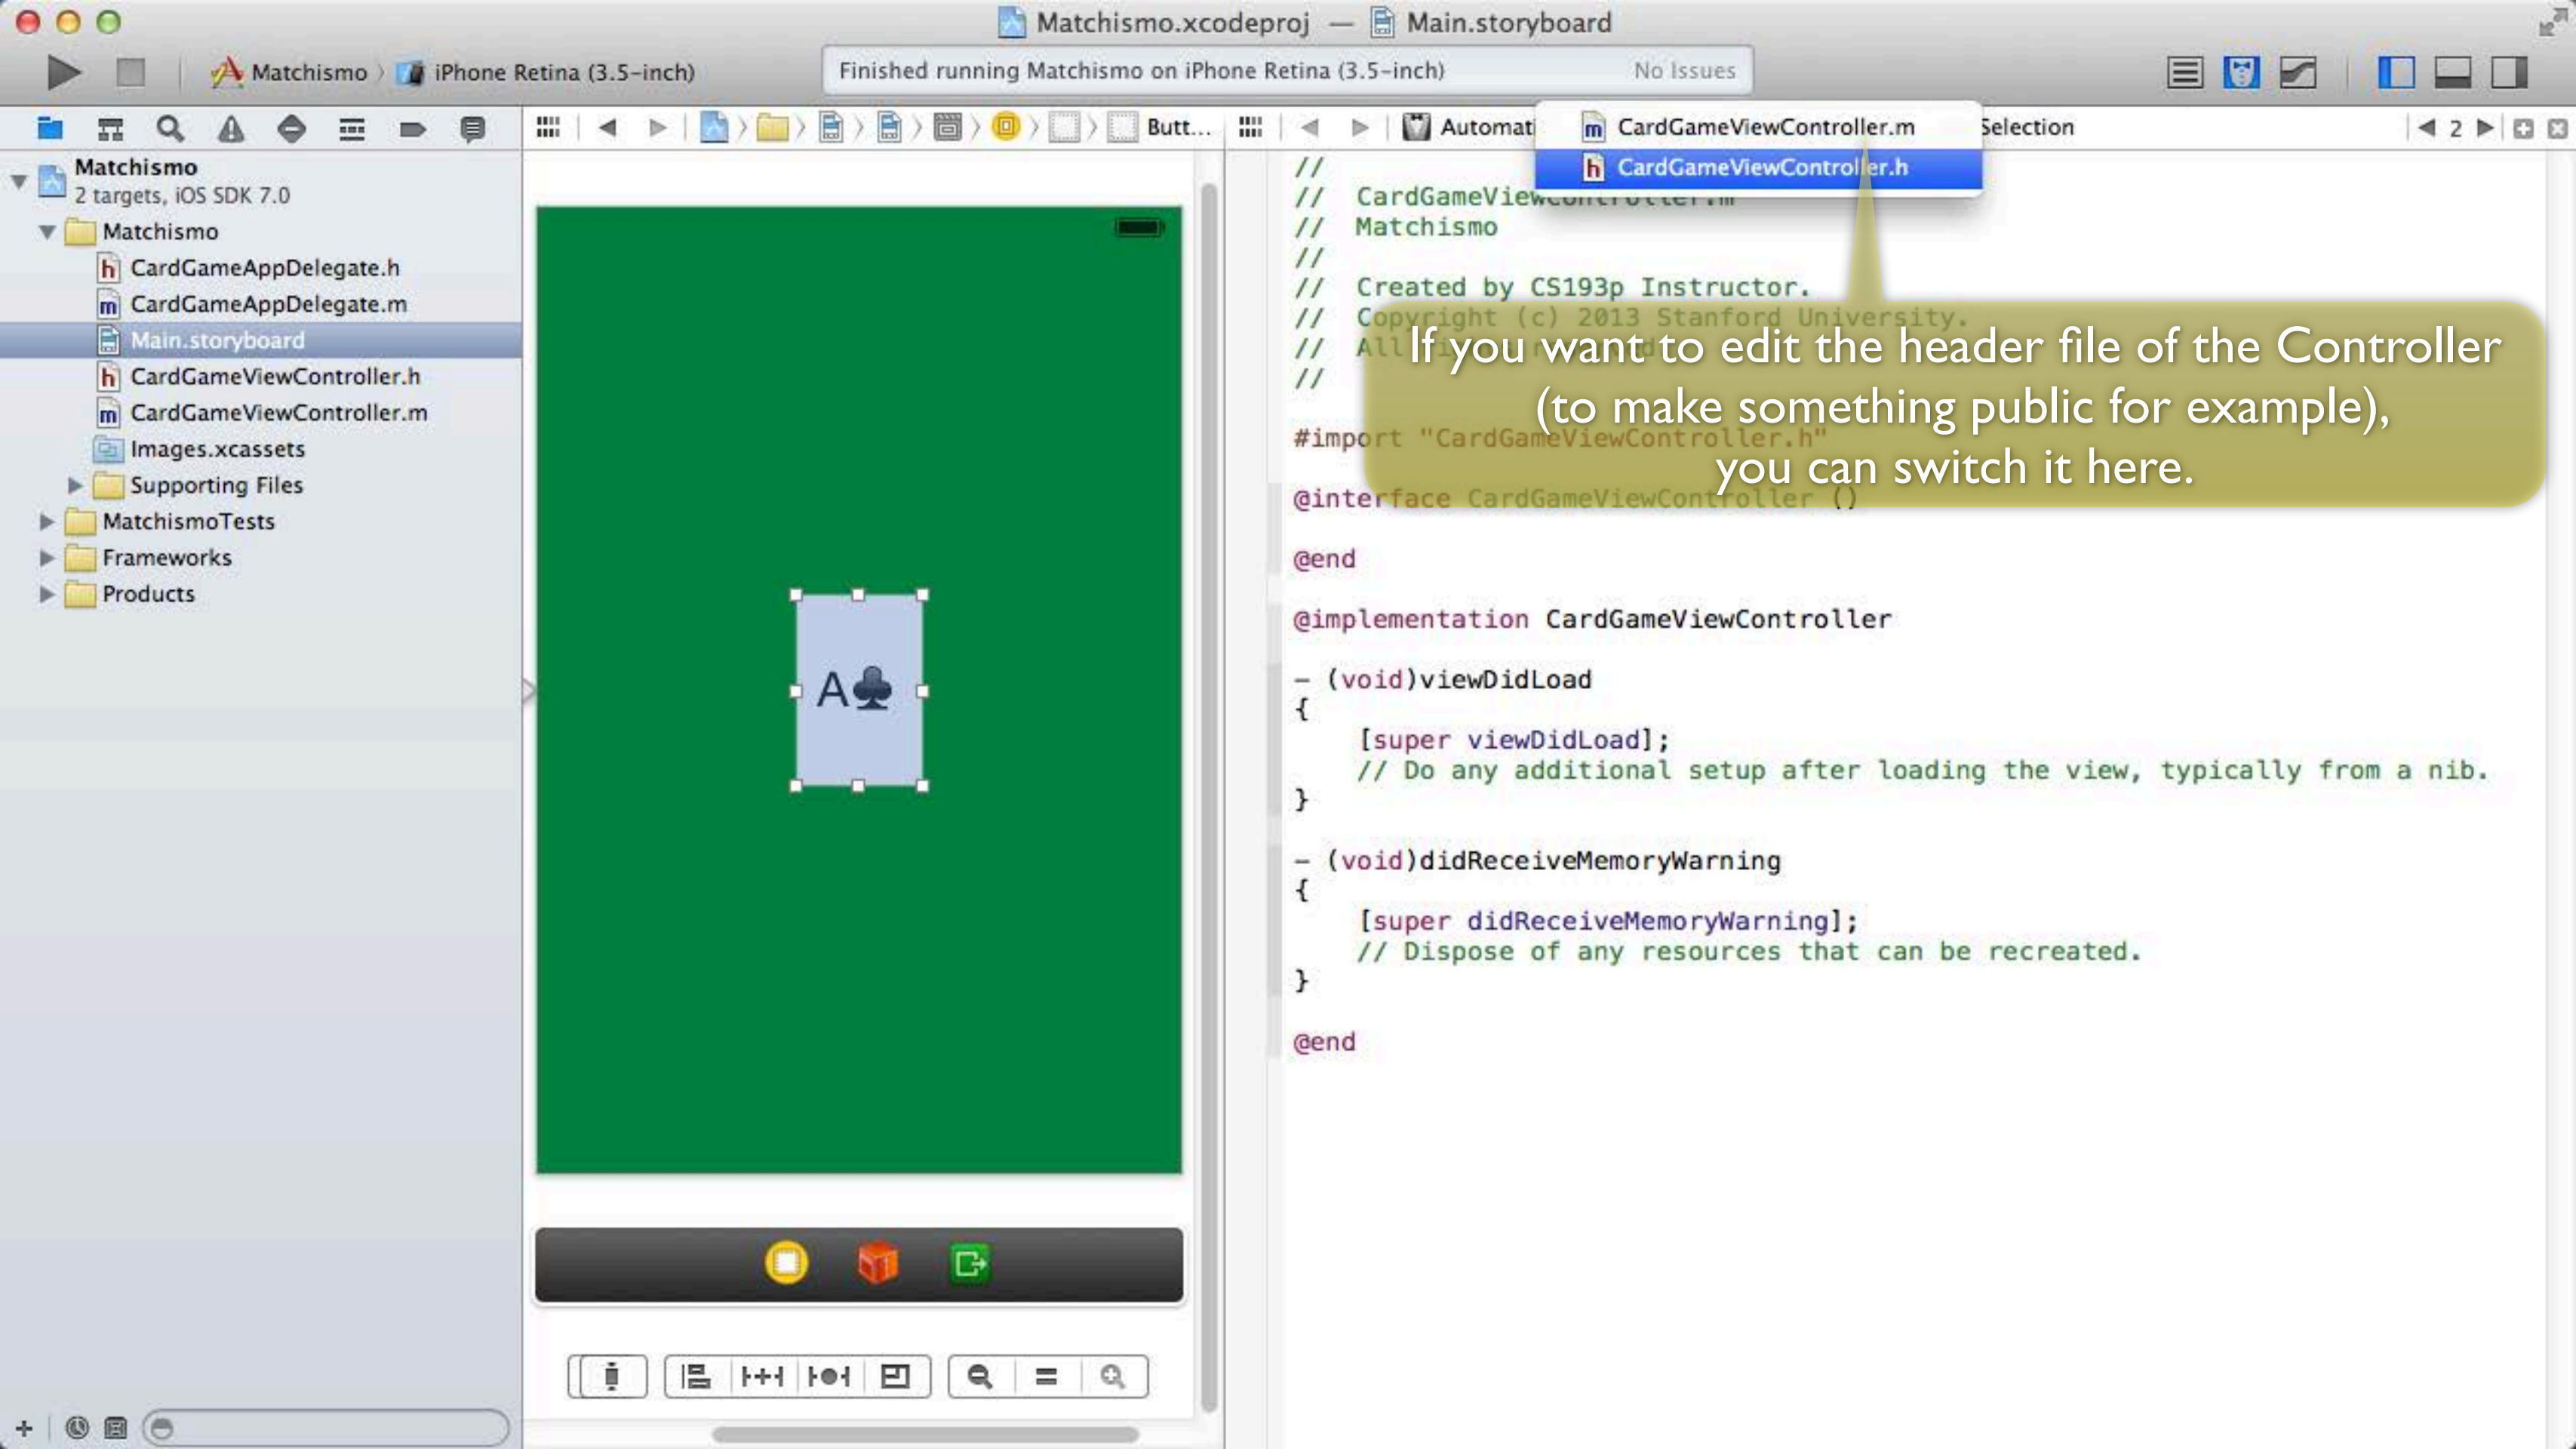 Matchismo.xcodeproj — Main.storyboard
Matchismo
iPhone Retina (3.5-inch)
Finished running Matchismo on iPhone Retina (3.5-inch)
No Issues
Butt...
Automati
CardGameViewController.m
CardGameViewController.h
Selection
2
Matchismo
2 targets, iOS SDK 7.0
Matchismo
h CardGameAppDelegate.h
m CardGameAppDelegate.m
Main.storyboard
h CardGameViewController.h
m CardGameViewController.m
Images.xcassets
Supporting Files
MatchismoTests
Frameworks
Products
A♣
//
// CardGameViewController.m
// Matchismo
//
// Created by CS193p Instructor.
// Copyright (c) 2013 Stanford University.
// All
//
If you want to edit the header file of the Controller
(to make something public for example),
you can switch it here.
#import "CardGameViewController.h"
@interface CardGameViewController ()
@end
@implementation CardGameViewController
- (void)viewDidLoad
{
[super viewDidLoad];
// Do any additional setup after loading the view, typically from a nib.
}
- (void)didReceiveMemoryWarning
{
[super didReceiveMemoryWarning];
// Dispose of any resources that can be recreated.
}
@end